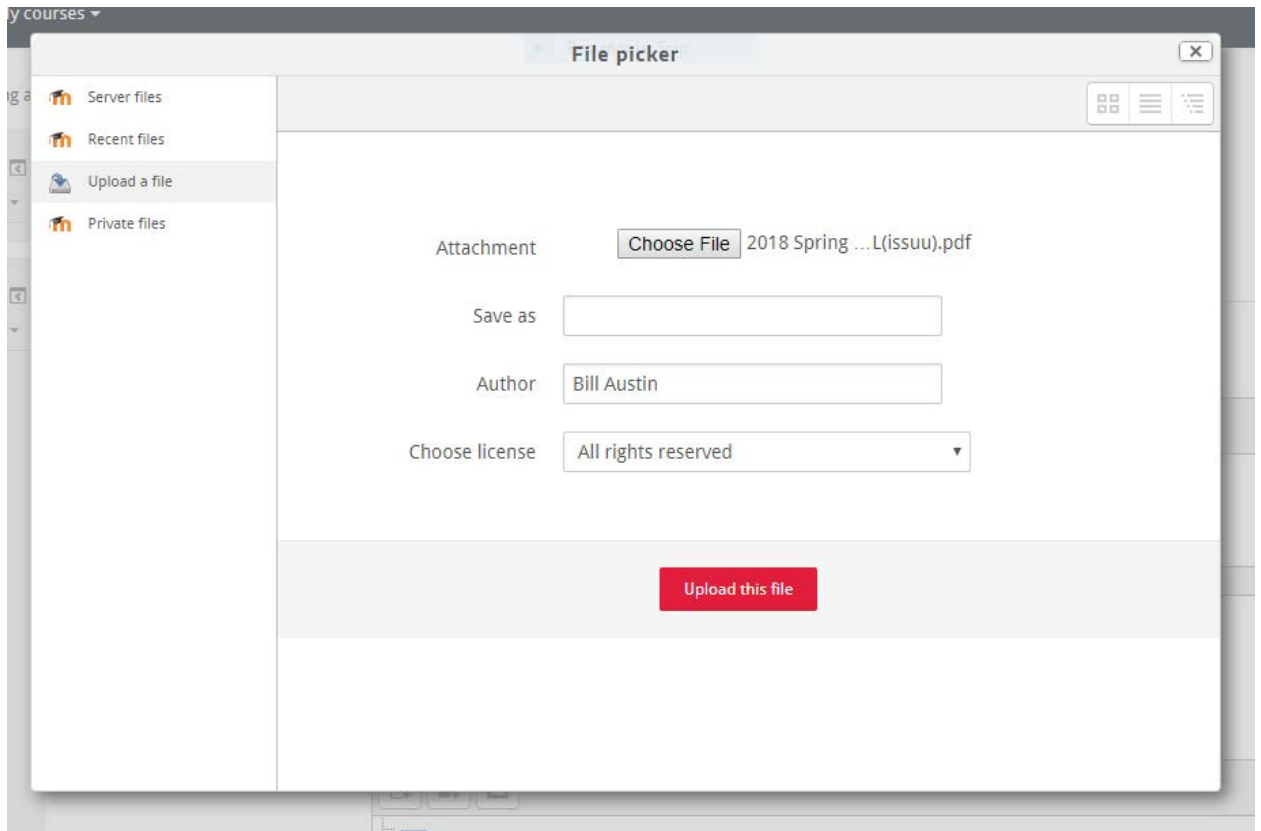 y courses
File picker
Server files
Recent files
Upload a file
Private files
Attachment
Choose File 2018 Spring …L(issuu).pdf
Save as
Author Bill Austin
Choose license All rights reserved
Upload this file